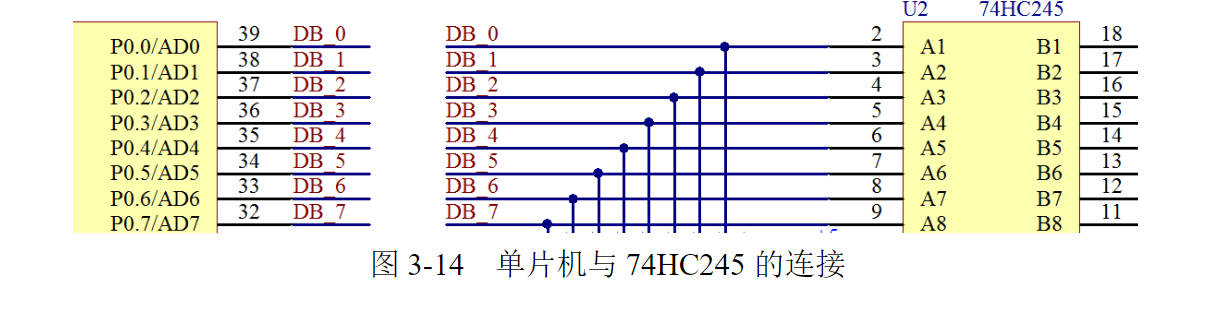 U2 74HC245
P0.0/AD0 39 DB_0 DB_0 2 A1 B1 18
P0.1/AD1 38 DB_1 DB_1 3 A2 B2 17
P0.2/AD2 37 DB_2 DB_2 4 A3 B3 16
P0.3/AD3 36 DB_3 DB_3 5 A4 B4 15
P0.4/AD4 35 DB_4 DB_4 6 A5 B5 14
P0.5/AD5 34 DB_5 DB_5 7 A6 B6 13
P0.6/AD6 33 DB_6 DB_6 8 A7 B7 12
P0.7/AD7 32 DB_7 DB_7 9 A8 B8 11
图 3-14 单片机与 74HC245 的连接